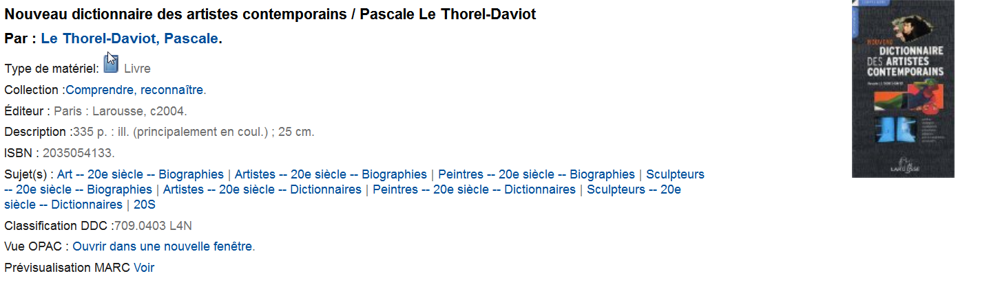 Nouveau dictionnaire des artistes contemporains / Pascale Le Thorel-Daviot
Par : Le Thorel-Daviot, Pascale.
Type de matériel: Livre
Collection :Comprendre, reconnaître.
Éditeur : Paris : Larousse, c2004.
Description :335 p. : ill. (principalement en coul.) ; 25 cm.
ISBN : 2035054133.
Sujet(s) : Art -- 20e siècle -- Biographies | Artistes -- 20e siècle -- Biographies | Peintres -- 20e siècle -- Biographies | Sculpteurs
-- 20e siècle -- Biographies | Artistes -- 20e siècle -- Dictionnaires | Peintres -- 20e siècle -- Dictionnaires | Sculpteurs -- 20e
siècle -- Dictionnaires | 20S
Classification DDC :709.0403 L4N
Vue OPAC : Ouvrir dans une nouvelle fenêtre.
Prévisualisation MARC Voir
NOUVEAU
DICTIONNAIRE
DES ARTISTES
CONTEMPORAINS
LAROUSSE